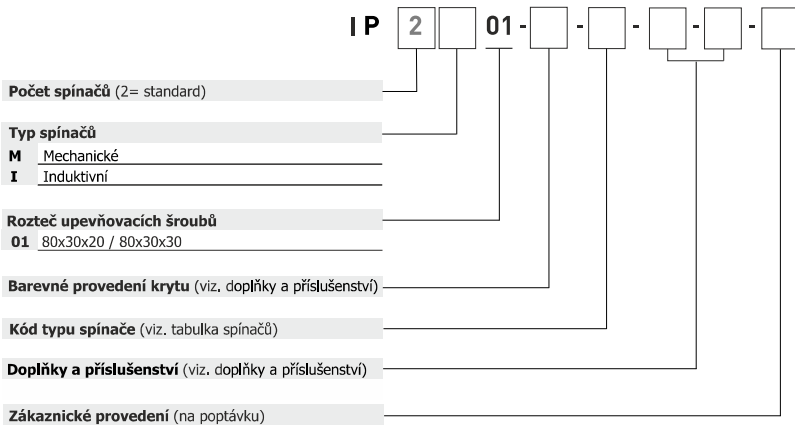 IP 2 01 - - - - -
Počet spínačů (2= standard)
Typ spínačů
M Mechanické
I Induktivní
Rozteč upevňovacích šroubů
01 80x30x20 / 80x30x30
Barevné provedení krytu (viz. doplňky a příslušenství)
Kód typu spínače (viz. tabulka spínačů)
Doplňky a příslušenství (viz. doplňky a příslušenství)
Zákaznické provedení (na poptávku)